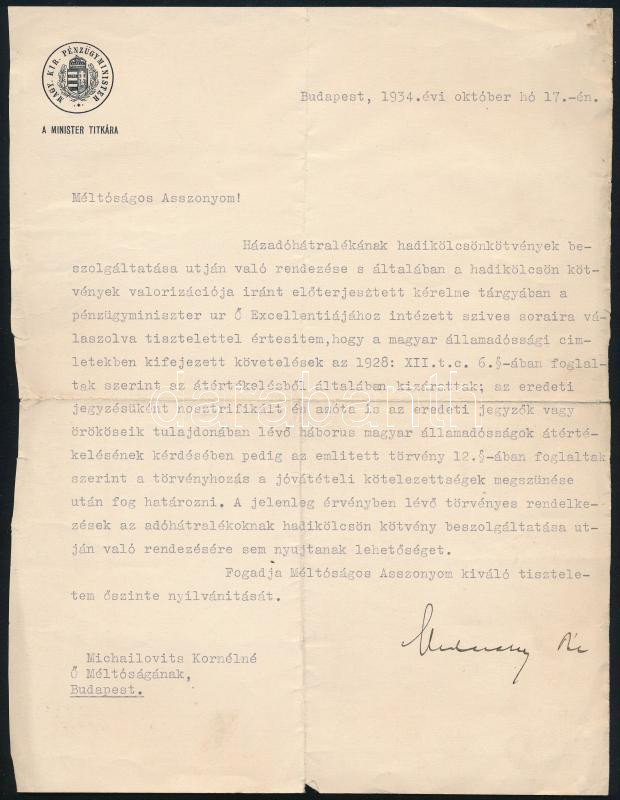 MAGY. KIR. PÉNZÜGYMINISTER
A MINISTER TITKÁRA
Budapest, 1934.évi október hó 17.-én.
Méltóságos Asszonyom!
Házadóhátralékának hadikölcsönkötvények be-
szolgáltatása utján való rendezése s általában a hadikölcsön köt-
vények valorizációja iránt előterjesztett kérelme tárgyában a
pénzügyminiszter ur Ő Excellentiájához intézett szives soraira vá-
laszolva tisztelettel értesitem,hogy a magyar államadóssági cim-
letekben kifejezett követelések az 1928: XII.t.c. 6.§-ában foglal-
tak szerint az átértékelésből általában kizárattak; az eredeti
jegyzésüként nosztrifikált és azóta is az eredeti jegyzők vagy
örököseik tulajdonában lévő háborus magyar államadósságok átérté-
kelésének kérdésében pedig az emlitett törvény 12.§-ában foglaltak
szerint a törvényhozás a jóvátételi kötelezettségek megszünése
után fog határozni. A jelenleg érvényben lévő törvényes rendelke-
zések az adóhátralékoknak hadikölcsön kötvény beszolgáltatása ut-
ján való rendezésére sem nyujtanak lehetőséget.
Fogadja Méltóságos Asszonyom kiváló tisztele-
tem őszinte nyilvánitását.
Michailovits Kornélné
Ő Méltóságának,
Budapest.
darabanth